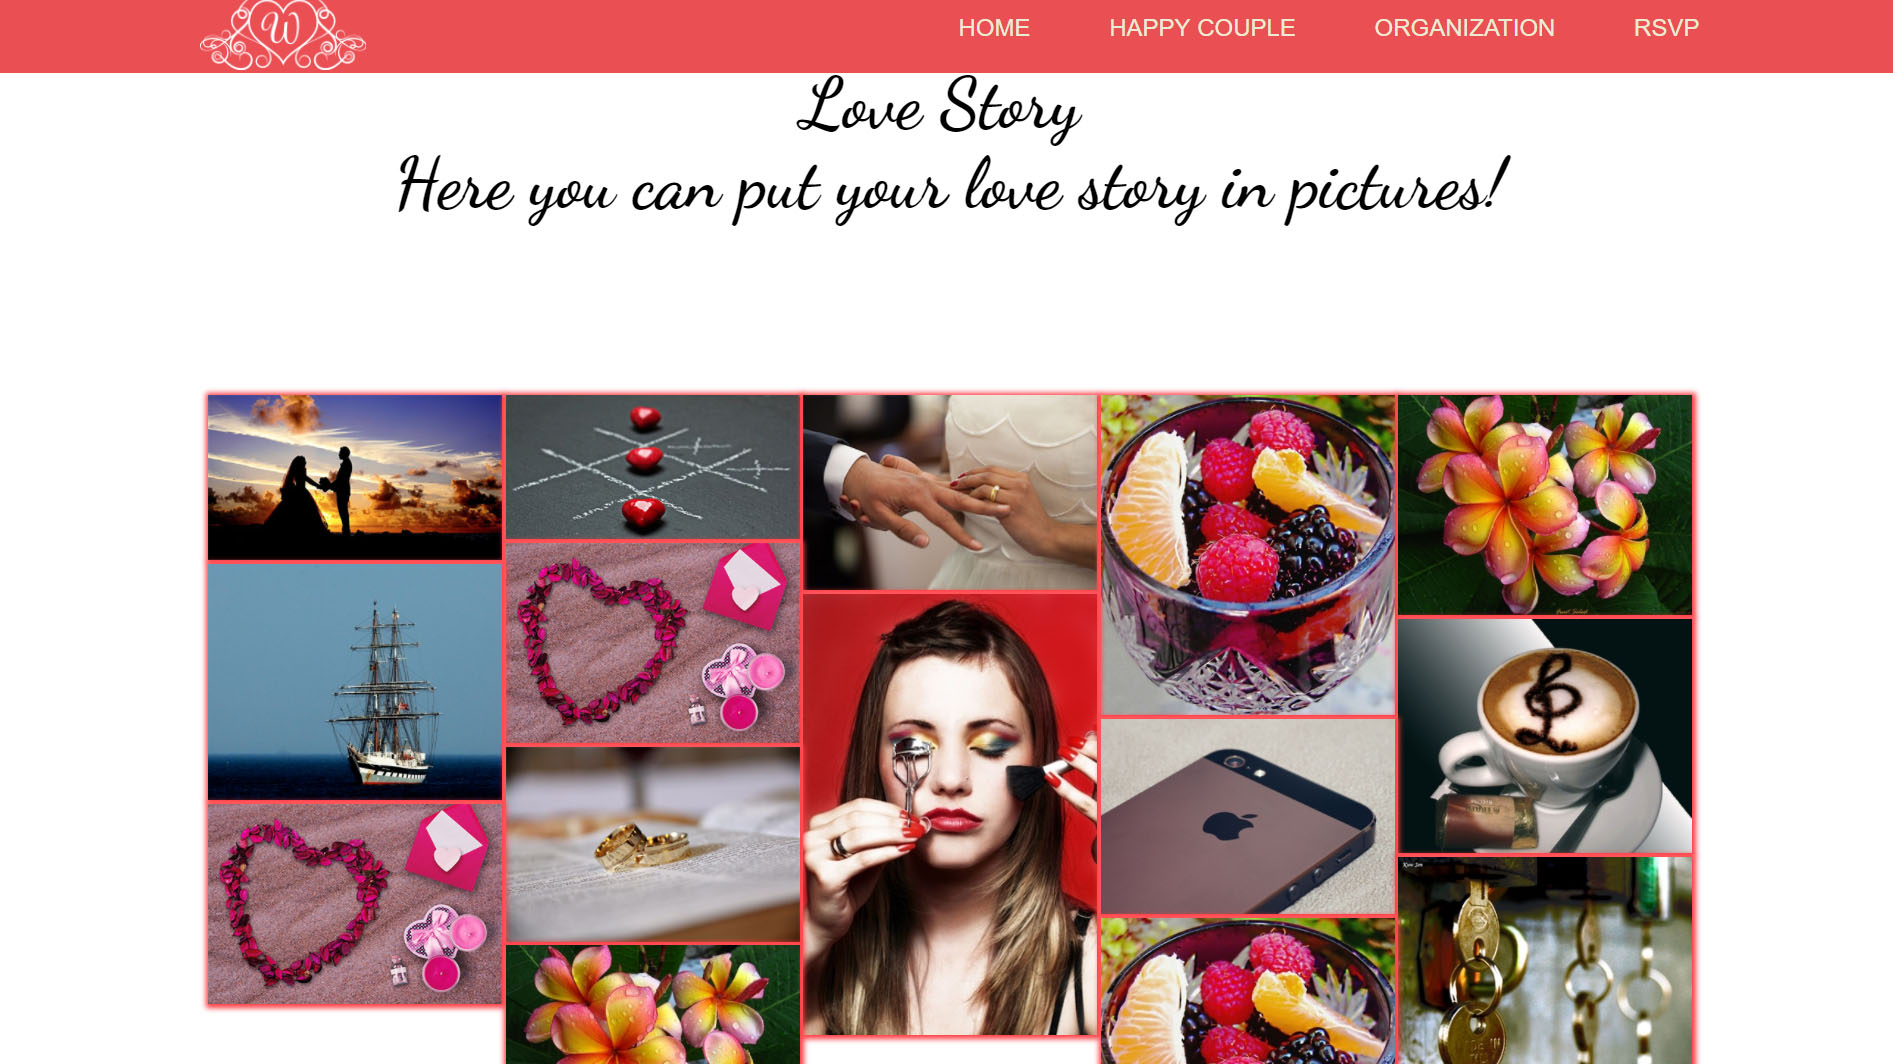 W
HOME HAPPY COUPLE ORGANIZATION RSVP
Love Story
Here you can put your love story in pictures!